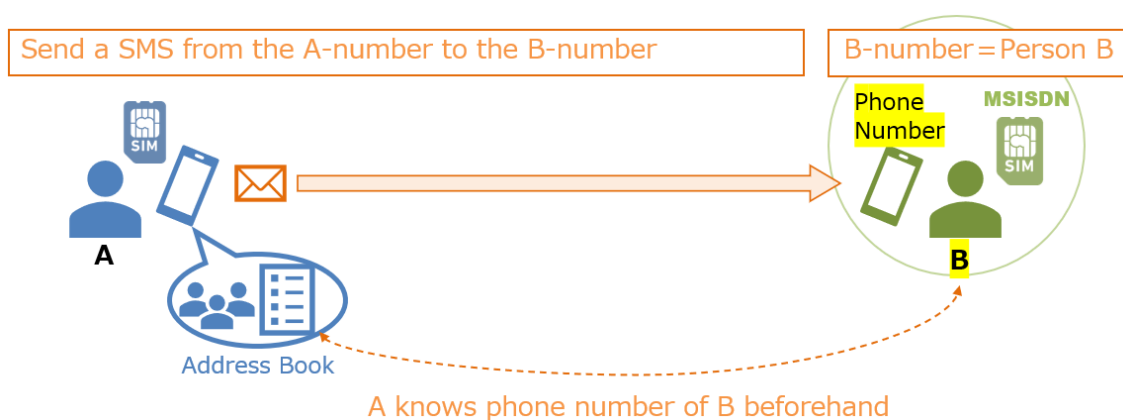 Send a SMS from the A-number to the B-number
B-number=Person B
Phone
Number
MSISDN
SIM
SIM
A
B
Address Book
A knows phone number of B beforehand